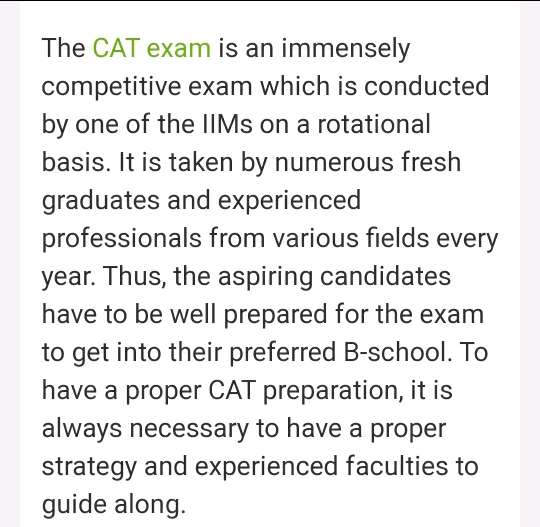 The CAT exam is an immensely
competitive exam which is conducted
by one of the IIMs on a rotational
basis. It is taken by numerous fresh
graduates and experienced
professionals from various fields every
year. Thus, the aspiring candidates
have to be well prepared for the exam
to get into their preferred B-school. To
have a proper CAT preparation, it is
always necessary to have a proper
strategy and experienced faculties to
guide along.